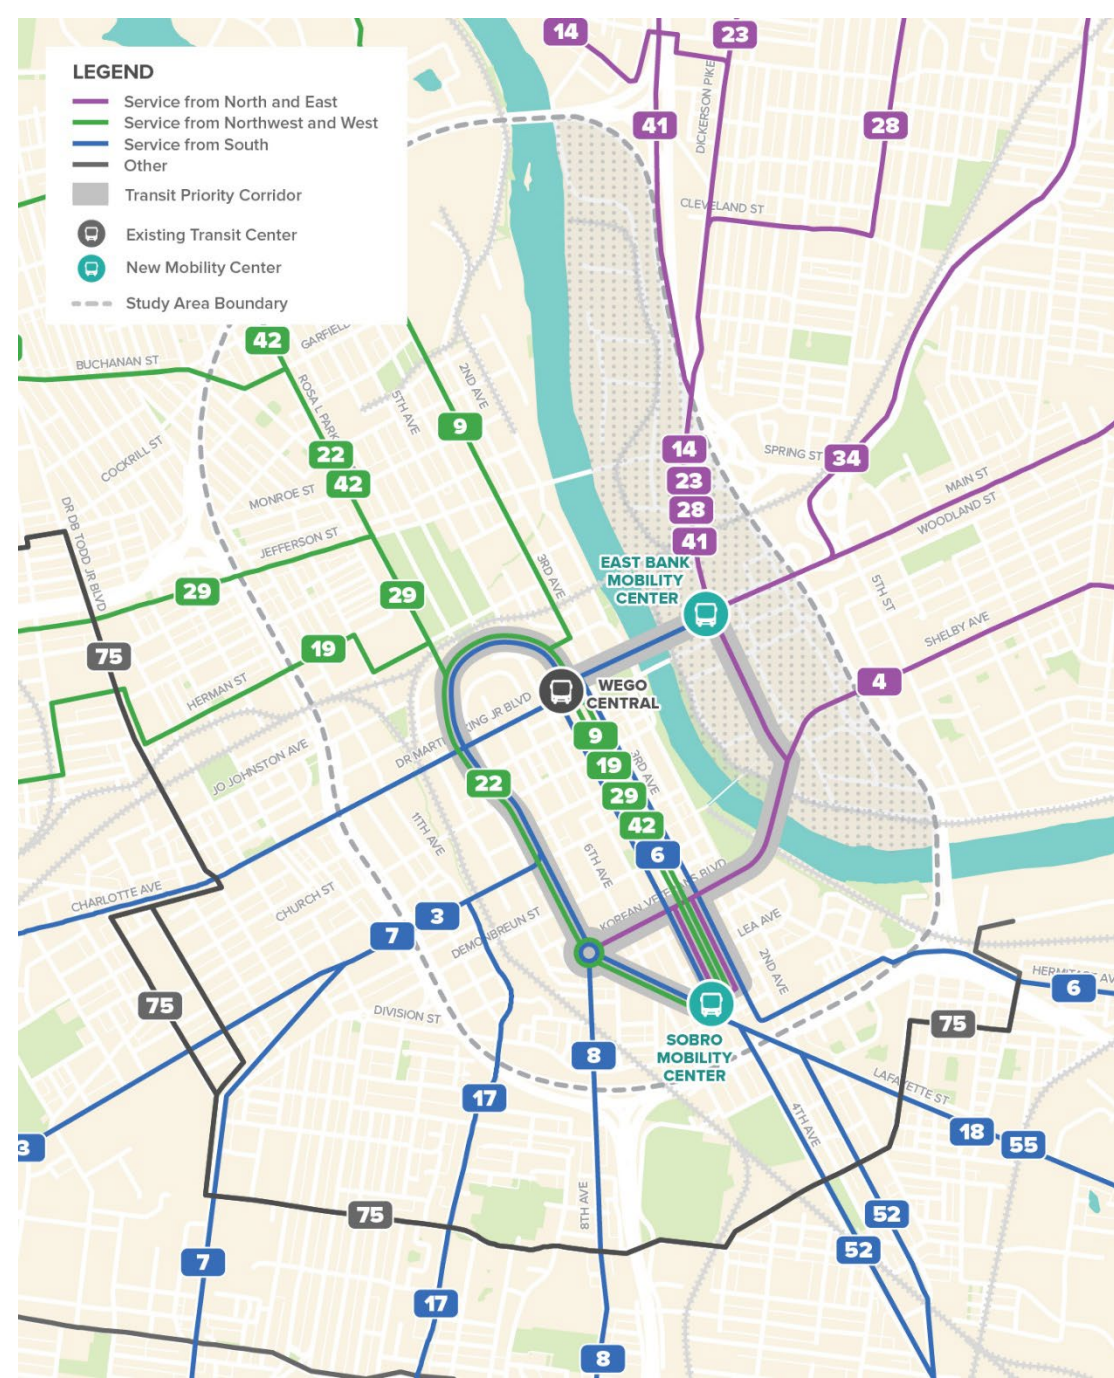 14
23
LEGEND
Service from North and East
Service from Northwest and West
Service from South
Other
Transit Priority Corridor
Existing Transit Center
New Mobility Center
Study Area Boundary
41
DICKERSON PIKE
28
CLEVELAND ST
42
GARFIELD
BUCHANAN ST
ROSA L PARK
5TH AVE
2ND AVE
9
COCKRILL ST
22
42
MONROE ST
14
SPRING ST
34
23
MAIN ST
28
WOODLAND ST
41
DR DB TODD JR BLVD
JEFFERSON ST
29
29
3RD AVE
EAST BANK
MOBILITY
CENTER
5TH ST
SHELBY AVE
75
19
HERMAN ST
4
WEGO
CENTRAL
DR MARTIN KING JR BLVD
JO JOHNSTON AVE
9
19
3RD AVE
22
29
42
11TH AVE
6
6TH AVE
KOREAN VETERANS BLVD
CHARLOTTE AVE
CHURCH ST
3
7
DEMONBREUN ST
LEA AVE
2ND AVE
HERMITAGE AV
6
75
DIVISION ST
75
SOBRO
MOBILITY
CENTER
8
17
LAFAYETTE ST
4TH AVE
18
55
3
75
8TH AVE
52
52
7
17
8